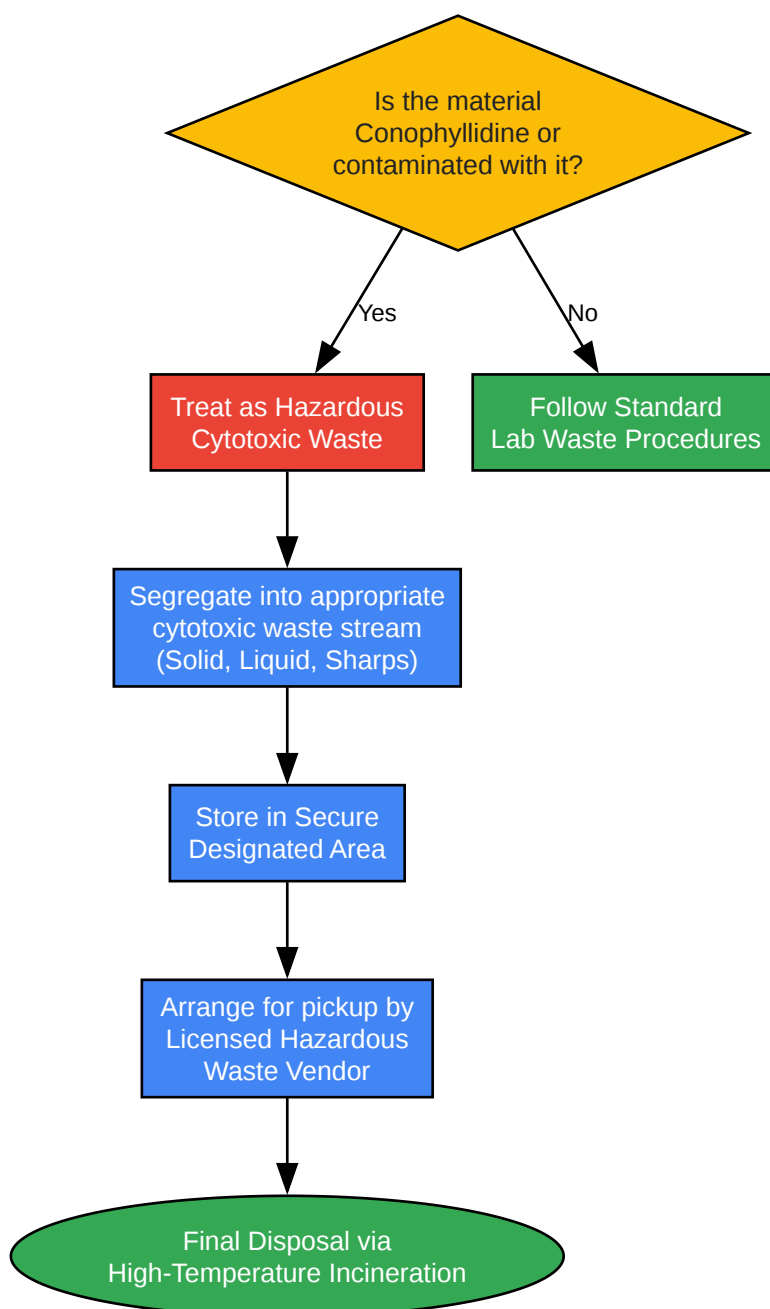 Is the material
Conophyllidine or
contaminated with it?
Yes
No
Treat as Hazardous
Cytotoxic Waste
Follow Standard
Lab Waste Procedures
Segregate into appropriate
cytotoxic waste stream
(Solid, Liquid, Sharps)
Store in Secure
Designated Area
Arrange for pickup by
Licensed Hazardous
Waste Vendor
Final Disposal via
High-Temperature Incineration